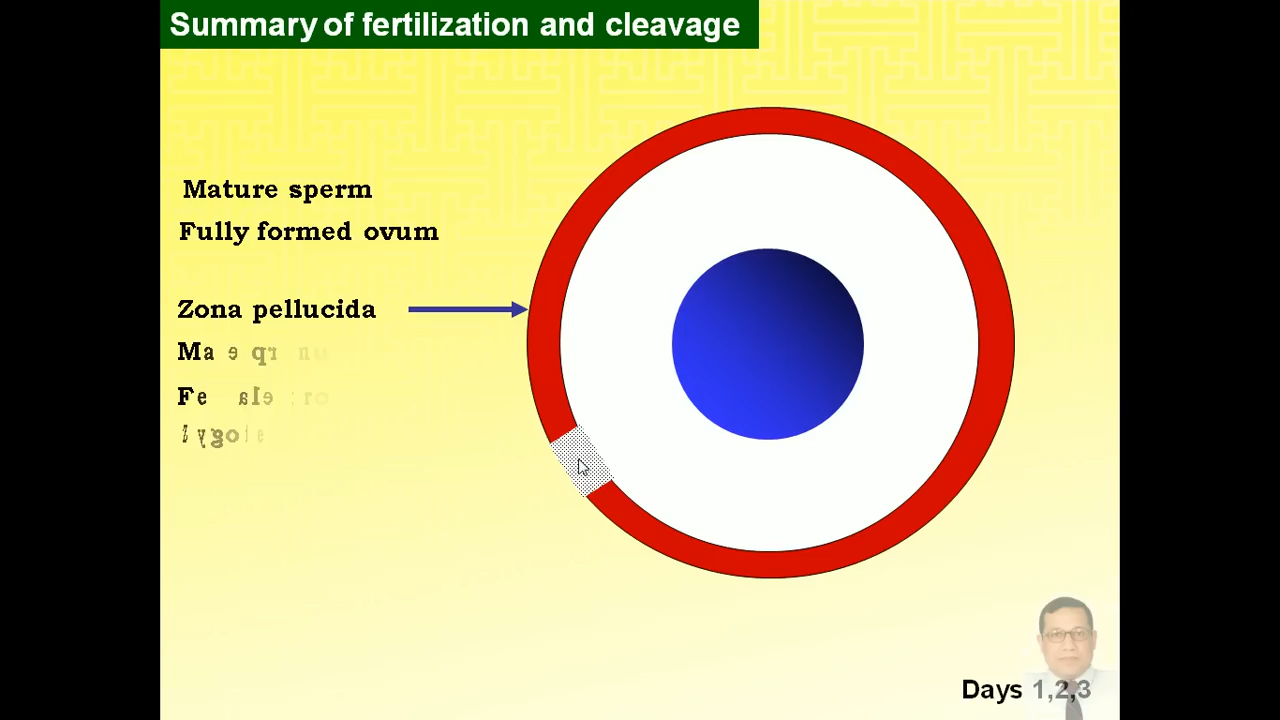 Summary of fertilization and cleavage
Mature sperm
Fully formed ovum
Zona pellucida
Days 1,2,3